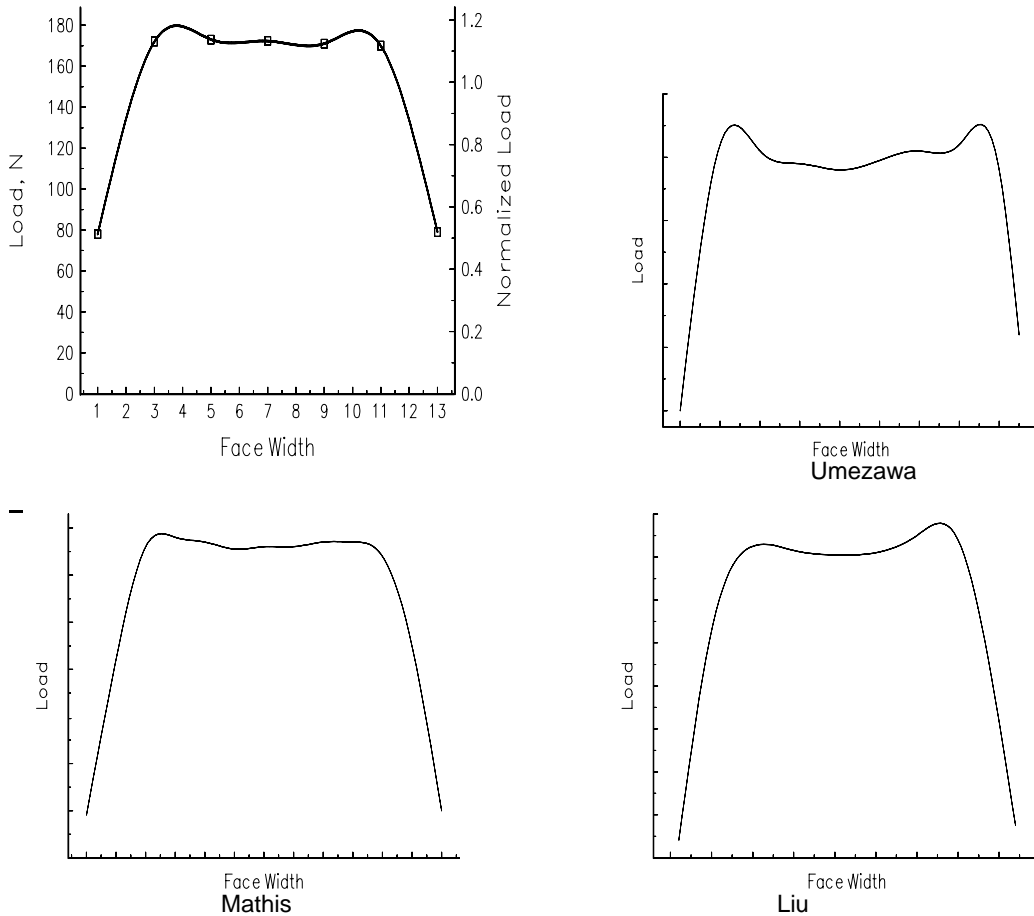 180
160
140
120
100
80
60
40
20
0
Load, N
1.2
1.0
0.8
0.6
0.4
0.2
0.0
Normalized Load
1 2 3 4 5 6 7 8 9 10 11 12 13
Face Width
Load
Face Width
Umezawa
Load
Face Width
Mathis
Load
Face Width
Liu